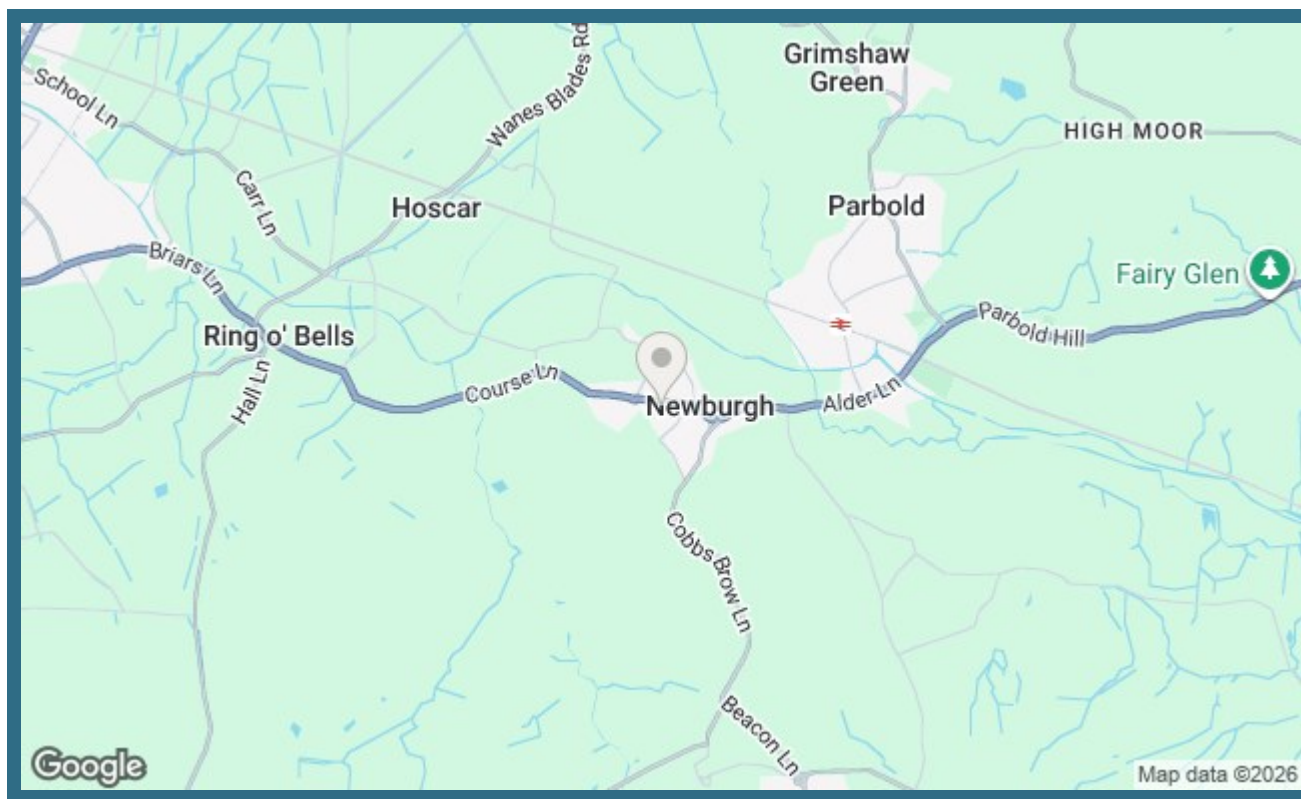 Grimshaw
Green
School Ln
Wanes Blades Rd
HIGH MOOR
Carr Ln
Hoscar
Parbold
Briars Ln
Fairy Glen
Parbold Hill
Ring o' Bells
Course Ln
Alder Ln
Hall Ln
Newburgh
Cobbs Brow Ln
Beacon Ln
Google
Map data ©2026